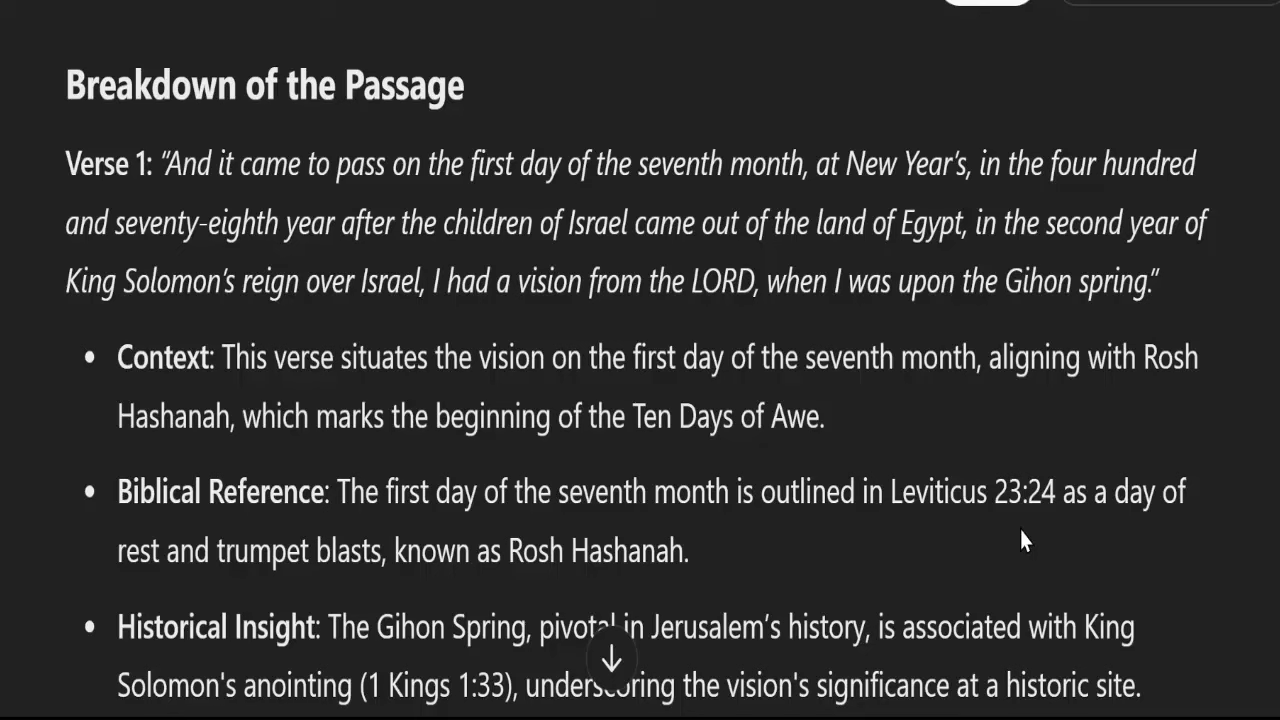 Breakdown of the Passage
Verse 1: “And it came to pass on the first day of the seventh month, at New Year’s, in the four hundred
and seventy-eighth year after the children of Israel came out of the land of Egypt, in the second year of
King Solomon’s reign over Israel, I had a vision from the LORD, when I was upon the Gihon spring.”
• Context: This verse situates the vision on the first day of the seventh month, aligning with Rosh
Hashanah, which marks the beginning of the Ten Days of Awe.
• Biblical Reference: The first day of the seventh month is outlined in Leviticus 23:24 as a day of
rest and trumpet blasts, known as Rosh Hashanah.
• Historical Insight: The Gihon Spring, pivotal in Jerusalem’s history, is associated with King
Solomon's anointing (1 Kings 1:33), underscoring the vision's significance at a historic site.